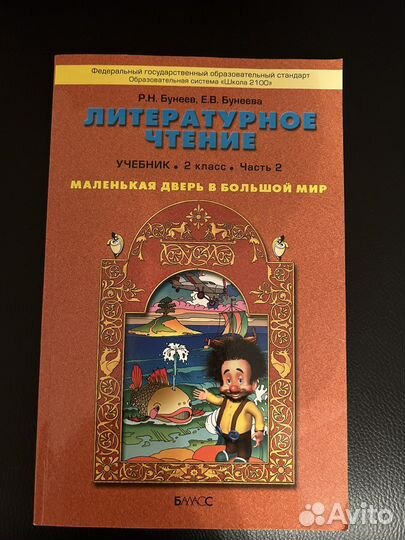 Федеральный государственный образовательный стандарт
Образовательная система «Школа 2100»
Р.Н. Бунеев, Е.В. Бунеева
ЛИТЕРАТУРНОЕ
ЧТЕНИЕ
УЧЕБНИК • 2 класс • Часть 2
МАЛЕНЬКАЯ ДВЕРЬ В БОЛЬШОЙ МИР
БАЛАСС
Avito